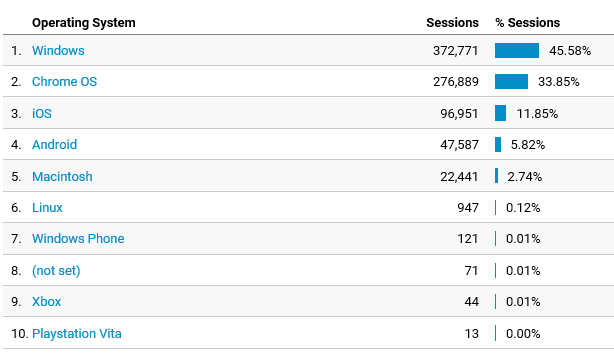 Operating System Sessions % Sessions
1. Windows 372,771 45.58%
2. Chrome OS 276,889 33.85%
3. iOS 96,951 11.85%
4. Android 47,587 5.82%
5. Macintosh 22,441 2.74%
6. Linux 947 0.12%
7. Windows Phone 121 0.01%
8. (not set) 71 0.01%
9. Xbox 44 0.01%
10. Playstation Vita 13 0.00%